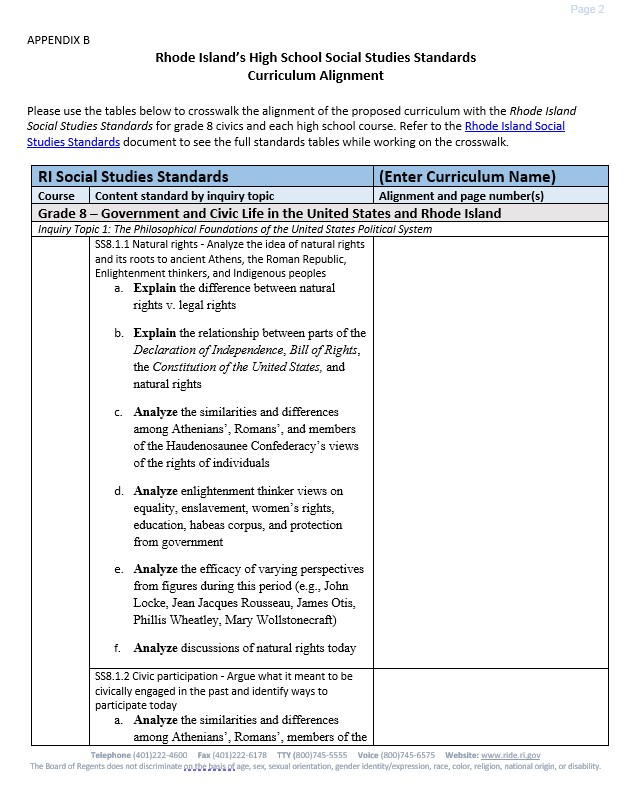 Page 2
APPENDIX B
Rhode Island’s High School Social Studies Standards
Curriculum Alignment
Please use the tables below to crosswalk the alignment of the proposed curriculum with the Rhode Island
Social Studies Standards for grade 8 civics and each high school course. Refer to the Rhode Island Social
Studies Standards document to see the full standards tables while working on the crosswalk.
RI Social Studies Standards (Enter Curriculum Name)
Course Content standard by inquiry topic Alignment and page number(s)
Grade 8 – Government and Civic Life in the United States and Rhode Island
Inquiry Topic 1: The Philosophical Foundations of the United States Political System
SS8.1.1 Natural rights - Analyze the idea of natural rights
and its roots to ancient Athens, the Roman Republic,
Enlightenment thinkers, and Indigenous peoples
a. Explain the difference between natural
rights v. legal rights
b. Explain the relationship between parts of the
Declaration of Independence, Bill of Rights,
the Constitution of the United States, and
natural rights
c. Analyze the similarities and differences
among Athenians’, Romans’, and members
of the Haudenosaunee Confederacy’s views
of the rights of individuals
d. Analyze enlightenment thinker views on
equality, enslavement, women’s rights,
education, habeas corpus, and protection
from government
e. Analyze the efficacy of varying perspectives
from figures during this period (e.g., John
Locke, Jean Jacques Rousseau, James Otis,
Phillis Wheatley, Mary Wollstonecraft)
f. Analyze discussions of natural rights today
SS8.1.2 Civic participation - Argue what it meant to be
civically engaged in the past and identify ways to
participate today
a. Analyze the similarities and differences
among Athenians’, Romans’, members of the
Telephone (401)222-4600 Fax (401)222-6178 TTY (800)745-5555 Voice (800)745-6575 Website: www.ride.ri.gov
The Board of Regents does not discriminate on the basis of age, sex, sexual orientation, gender identity/expression, race, color, religion, national origin, or disability.